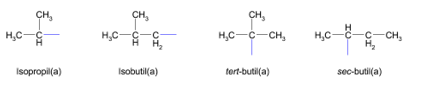 CH₃ CH₃ CH₃ H
H₃C—C H₃C—C—C H₃C—C—CH₃ H₃C—C—C—CH₃
H H H₂ H₂
Isopropil(a) Isobutil(a) tert-butil(a) sec-butil(a)